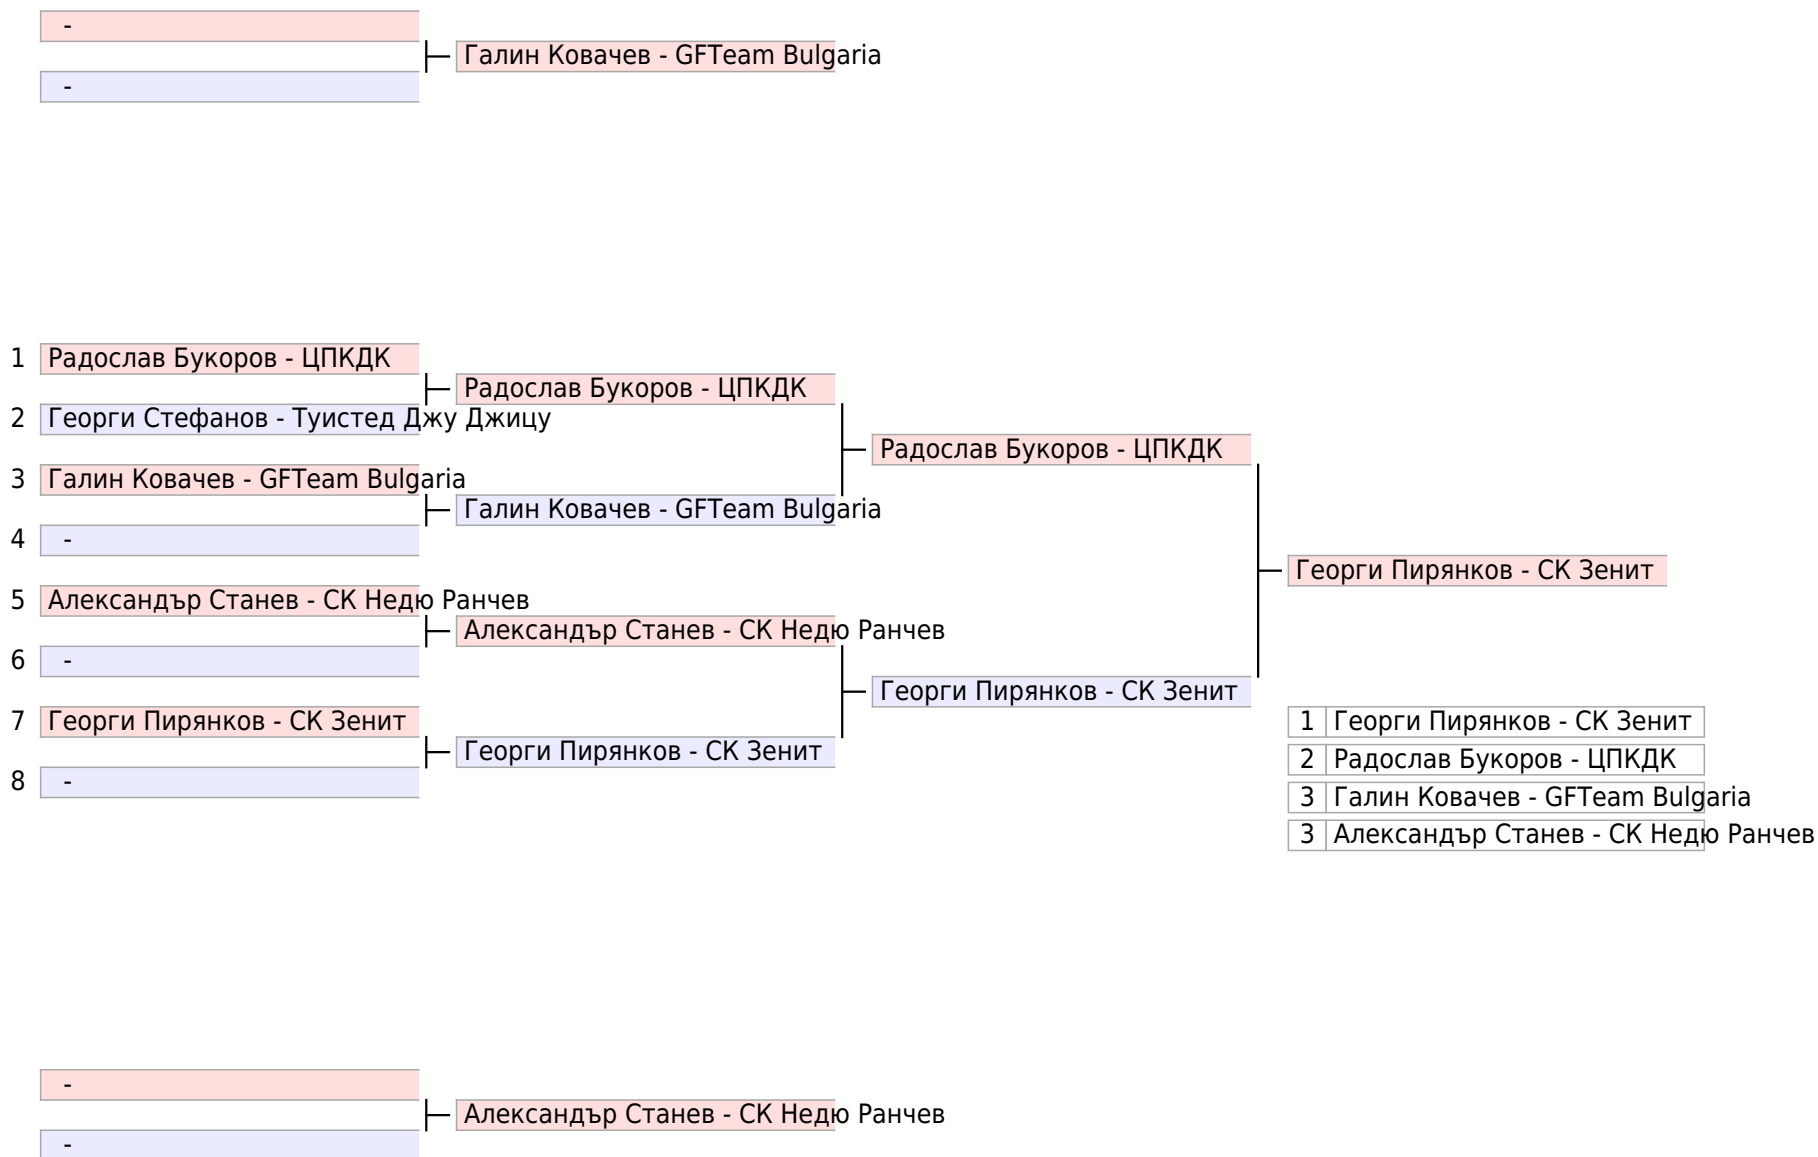 -
Галин Ковачев - GFTeam Bulgaria
-
1 Радослав Букоров - ЦПКДК
Радослав Букоров - ЦПКДК
2 Георги Стефанов - Туистед Джу Джицу
Радослав Букоров - ЦПКДК
3 Галин Ковачев - GFTeam Bulgaria
Галин Ковачев - GFTeam Bulgaria
4 -
Георги Пирянков - СК Зенит
5 Александър Станев - СК Недю Ранчев
Александър Станев - СК Недю Ранчев
6 -
Георги Пирянков - СК Зенит
7 Георги Пирянков - СК Зенит
Георги Пирянков - СК Зенит
8 -
1 Георги Пирянков - СК Зенит
2 Радослав Букоров - ЦПКДК
3 Галин Ковачев - GFTeam Bulgaria
3 Александър Станев - СК Недю Ранчев
-
Александър Станев - СК Недю Ранчев
-